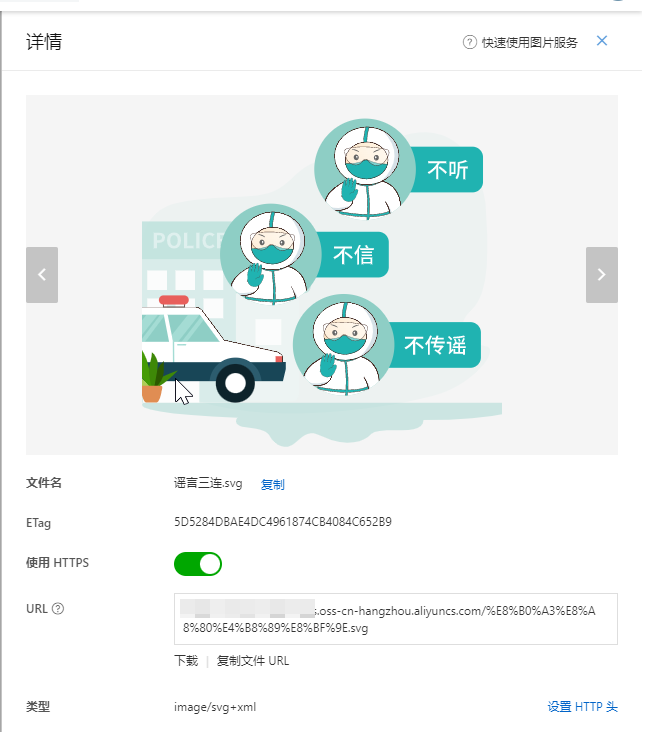 详情
快速使用图片服务
不听
POLICE
不信
不传谣
文件名
谣言三连.svg 复制
ETag
5D5284DBAE4DC4961874CB4084C652B9
使用 HTTPS
URL
s.oss-cn-hangzhou.aliyuncs.com/%E8%B0%A3%E8%A
8%80%E4%B8%89%E8%BF%9E.svg
下载 | 复制文件 URL
类型
image/svg+xml
设置 HTTP 头